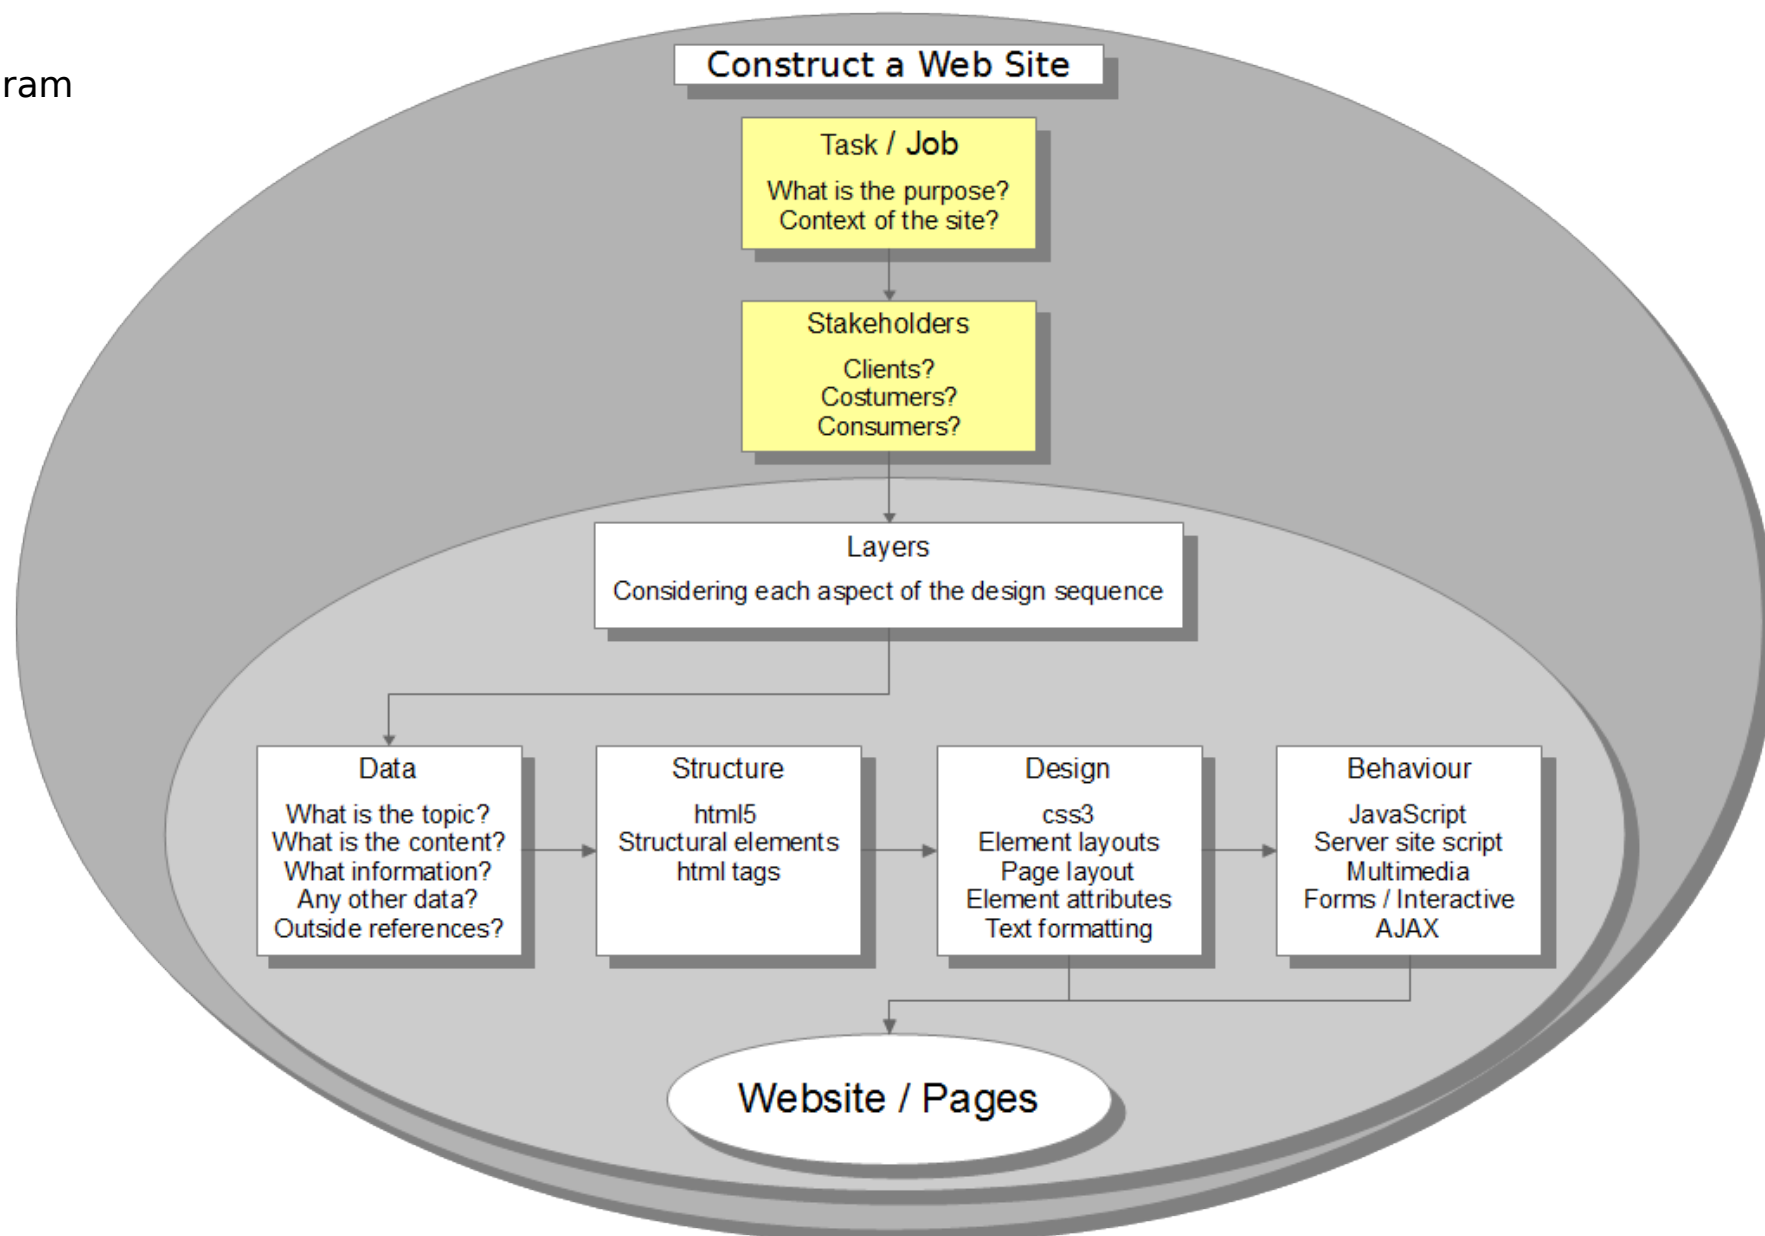 Construct a Web Site
ram
Task / Job
What is the purpose?
Context of the site?
Stakeholders
Clients?
Costumers?
Consumers?
Layers
Considering each aspect of the design sequence
Data
What is the topic?
What is the content?
What information?
Any other data?
Outside references?
Structure
html5
Structural elements
html tags
Design
css3
Element layouts
Page layout
Element attributes
Text formatting
Behaviour
JavaScript
Server site script
Multimedia
Forms / Interactive
AJAX
Website / Pages